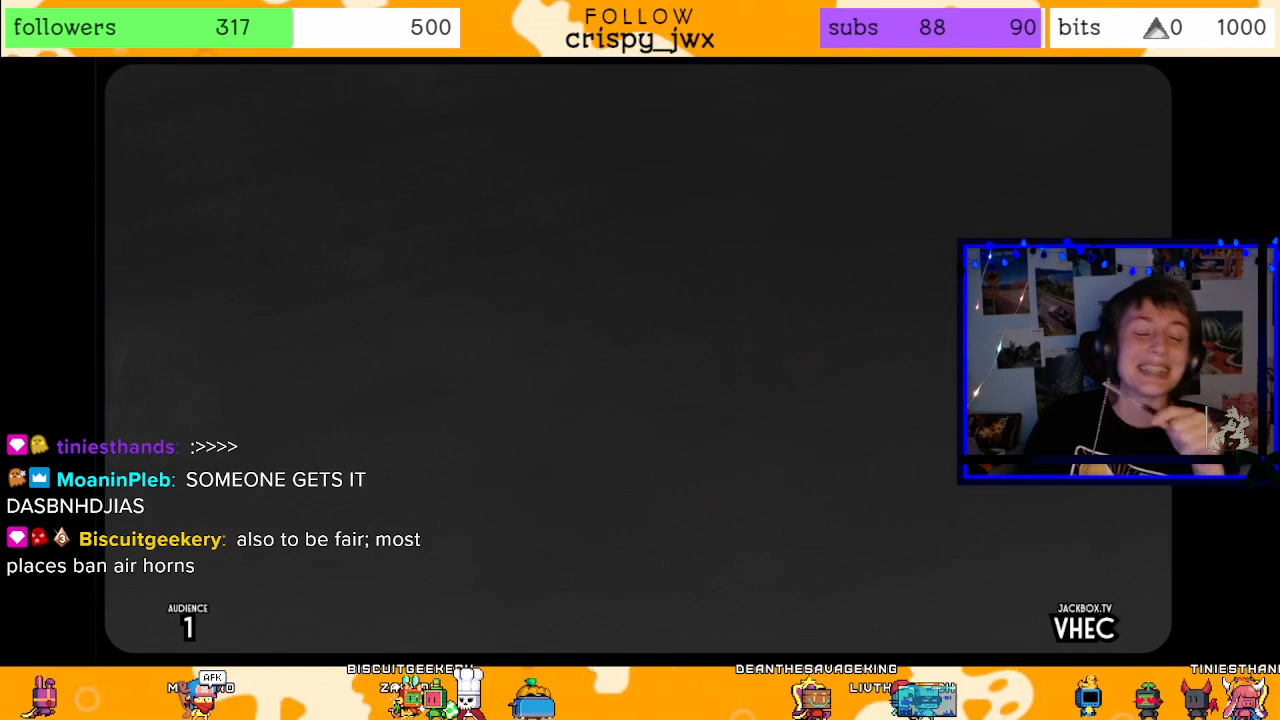 followers 317 500
FOLLOW
crispy_jwx
subs 88 90
bits 0 1000
tiniesthands: :>>>>
MoaninPleb: SOMEONE GETS IT
DASBNHDJIAS
Biscuitgeekery: also to be fair; most
places ban air horns
AUDIENCE
1
JACKBOX.TV
VHEC
AFK
BISCUITGEEKERY
DEANTHESAVAGEKING
TINIESTHAN